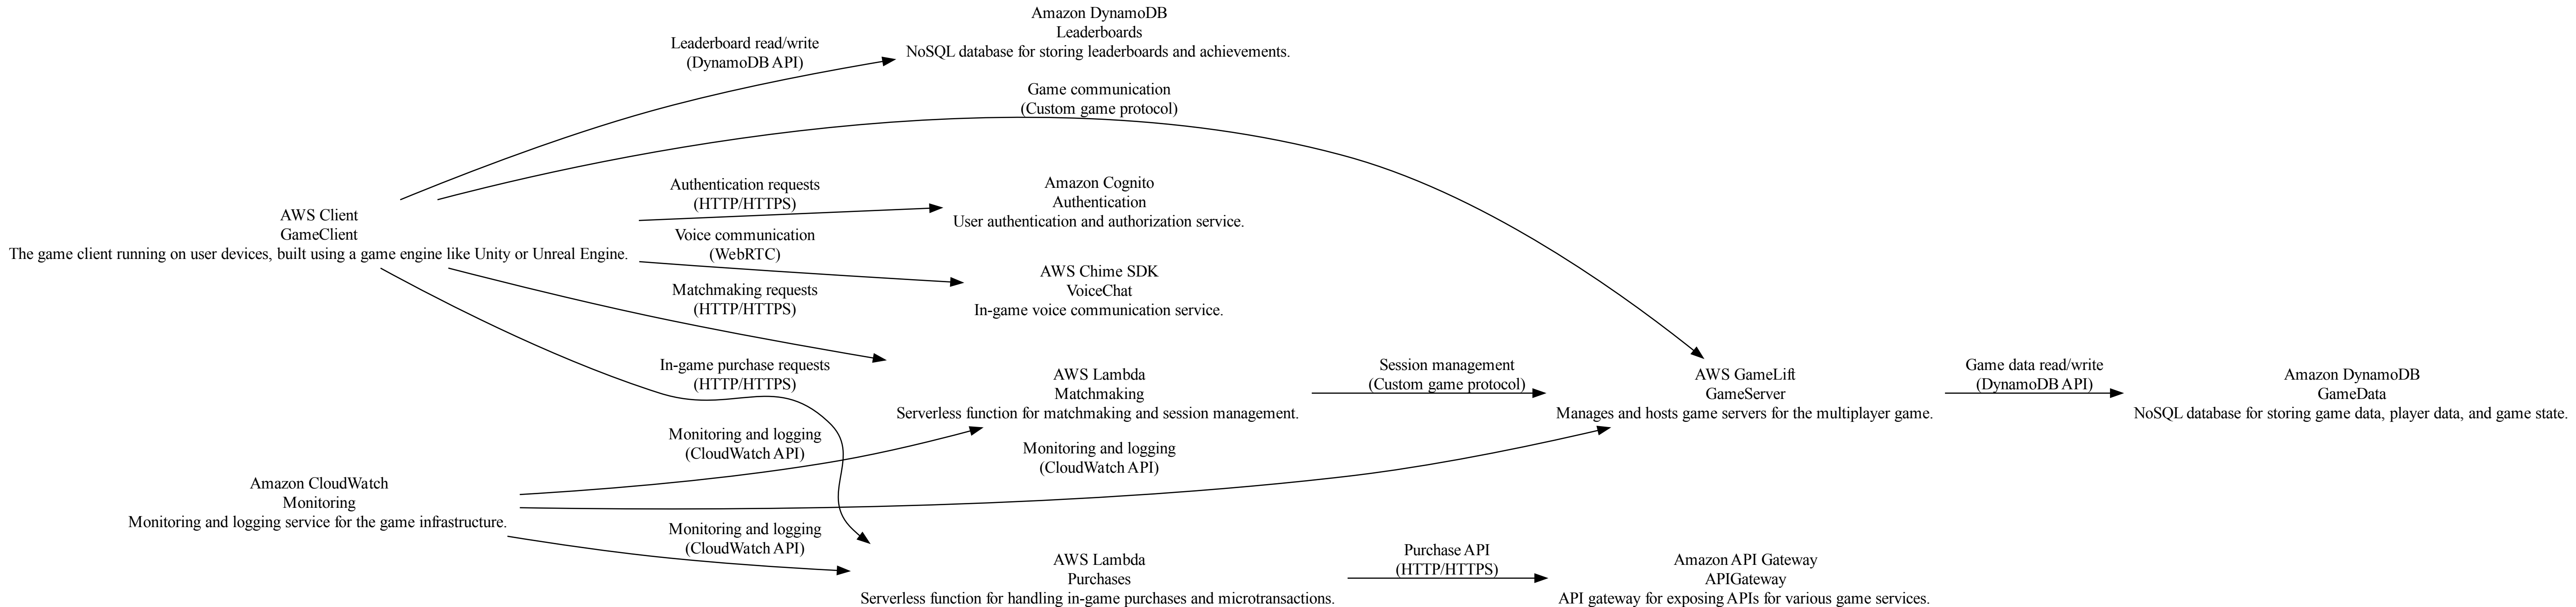 Amazon DynamoDB
Leaderboards
NoSQL database for storing leaderboards and achievements.
Leaderboard read/write
(DynamoDB API)
Game communication
(Custom game protocol)
AWS Client
GameClient
The game client running on user devices, built using a game engine like Unity or Unreal Engine.
Authentication requests
(HTTP/HTTPS)
Amazon Cognito
Authentication
User authentication and authorization service.
Voice communication
(WebRTC)
AWS Chime SDK
VoiceChat
In-game voice communication service.
Matchmaking requests
(HTTP/HTTPS)
In-game purchase requests
(HTTP/HTTPS)
AWS Lambda
Matchmaking
Serverless function for matchmaking and session management.
Session management
(Custom game protocol)
AWS GameLift
GameServer
Manages and hosts game servers for the multiplayer game.
Game data read/write
(DynamoDB API)
Amazon DynamoDB
GameData
NoSQL database for storing game data, player data, and game state.
Monitoring and logging
(CloudWatch API)
Monitoring and logging
(CloudWatch API)
Amazon CloudWatch
Monitoring
Monitoring and logging service for the game infrastructure.
Monitoring and logging
(CloudWatch API)
AWS Lambda
Purchases
Serverless function for handling in-game purchases and microtransactions.
Purchase API
(HTTP/HTTPS)
Amazon API Gateway
APIGateway
API gateway for exposing APIs for various game services.